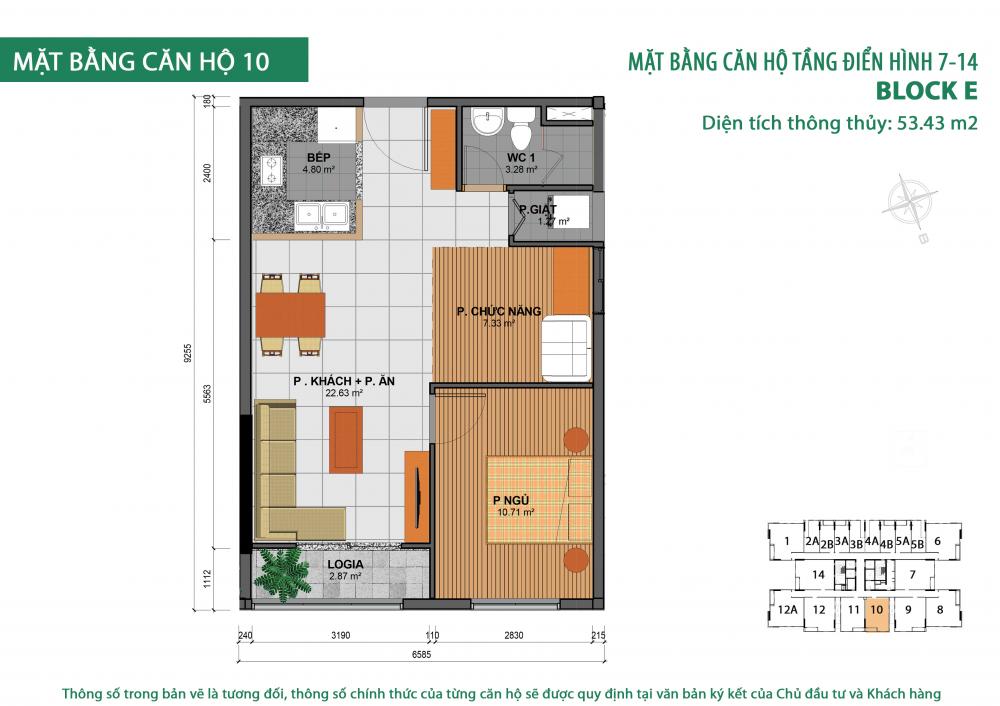 MẶT BẰNG CĂN HỘ 10
MẶT BẰNG CĂN HỘ TẦNG ĐIỂN HÌNH 7-14
BLOCK E
Diện tích thông thủy: 53.43 m2
180
2400
5563
1112
9255
BẾP
4.80 m²
WC 1
3.28 m²
P.GIẶT
1.27 m²
P. CHỨC NĂNG
7.33 m²
P . KHÁCH + P. ĂN
22.63 m²
P NGỦ
10.71 m²
LOGIA
2.87 m²
240 3190 110 2830 215
6585
B
1 2A 2B 3A 3B 4A 4B 5A 5B 6
14 7
12A 12 11 10 9 8
Thông số trong bản vẽ là tương đối, thông số chính thức của từng căn hộ sẽ được quy định tại văn bản ký kết của Chủ đầu tư và Khách hàng